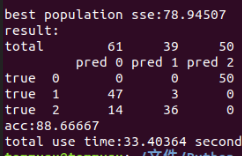 best population sse:78.94507
result:
total 61 39 50
pred 0 pred 1 pred 2
true 0 0 0 50
true 1 47 3 0
true 2 14 36 0
acc:88.66667
total use time:33.40364 second